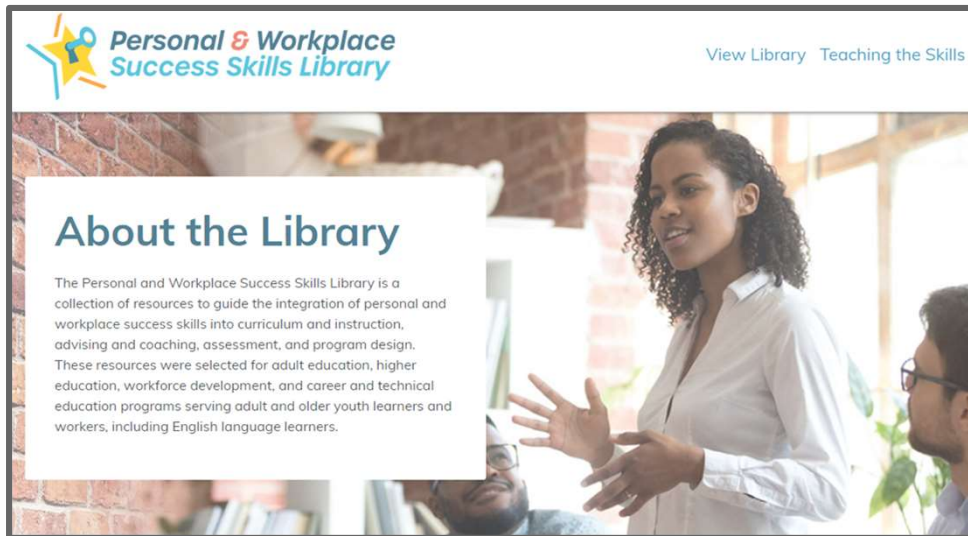 Personal & Workplace
Success Skills Library
View Library Teaching the Skills
About the Library
The Personal and Workplace Success Skills Library is a
collection of resources to guide the integration of personal and
workplace success skills into curriculum and instruction,
advising and coaching, assessment, and program design.
These resources were selected for adult education, higher
education, workforce development, and career and technical
education programs serving adult and older youth learners and
workers, including English language learners.